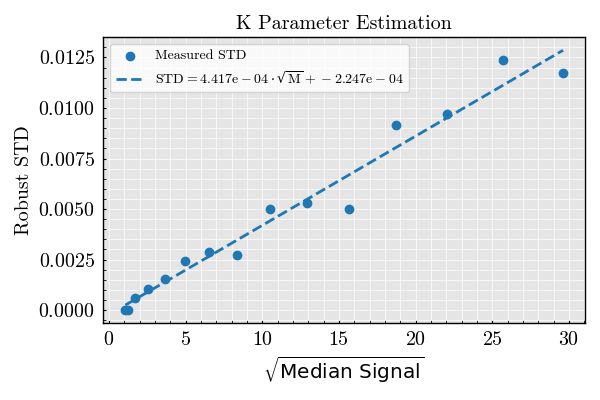 K Parameter Estimation
Measured STD
STD = 4.417e − 04 · √M + − 2.247e − 04
Robust STD
0.0125
0.0100
0.0075
0.0050
0.0025
0.0000
0 5 10 15 20 25 30
√Median Signal